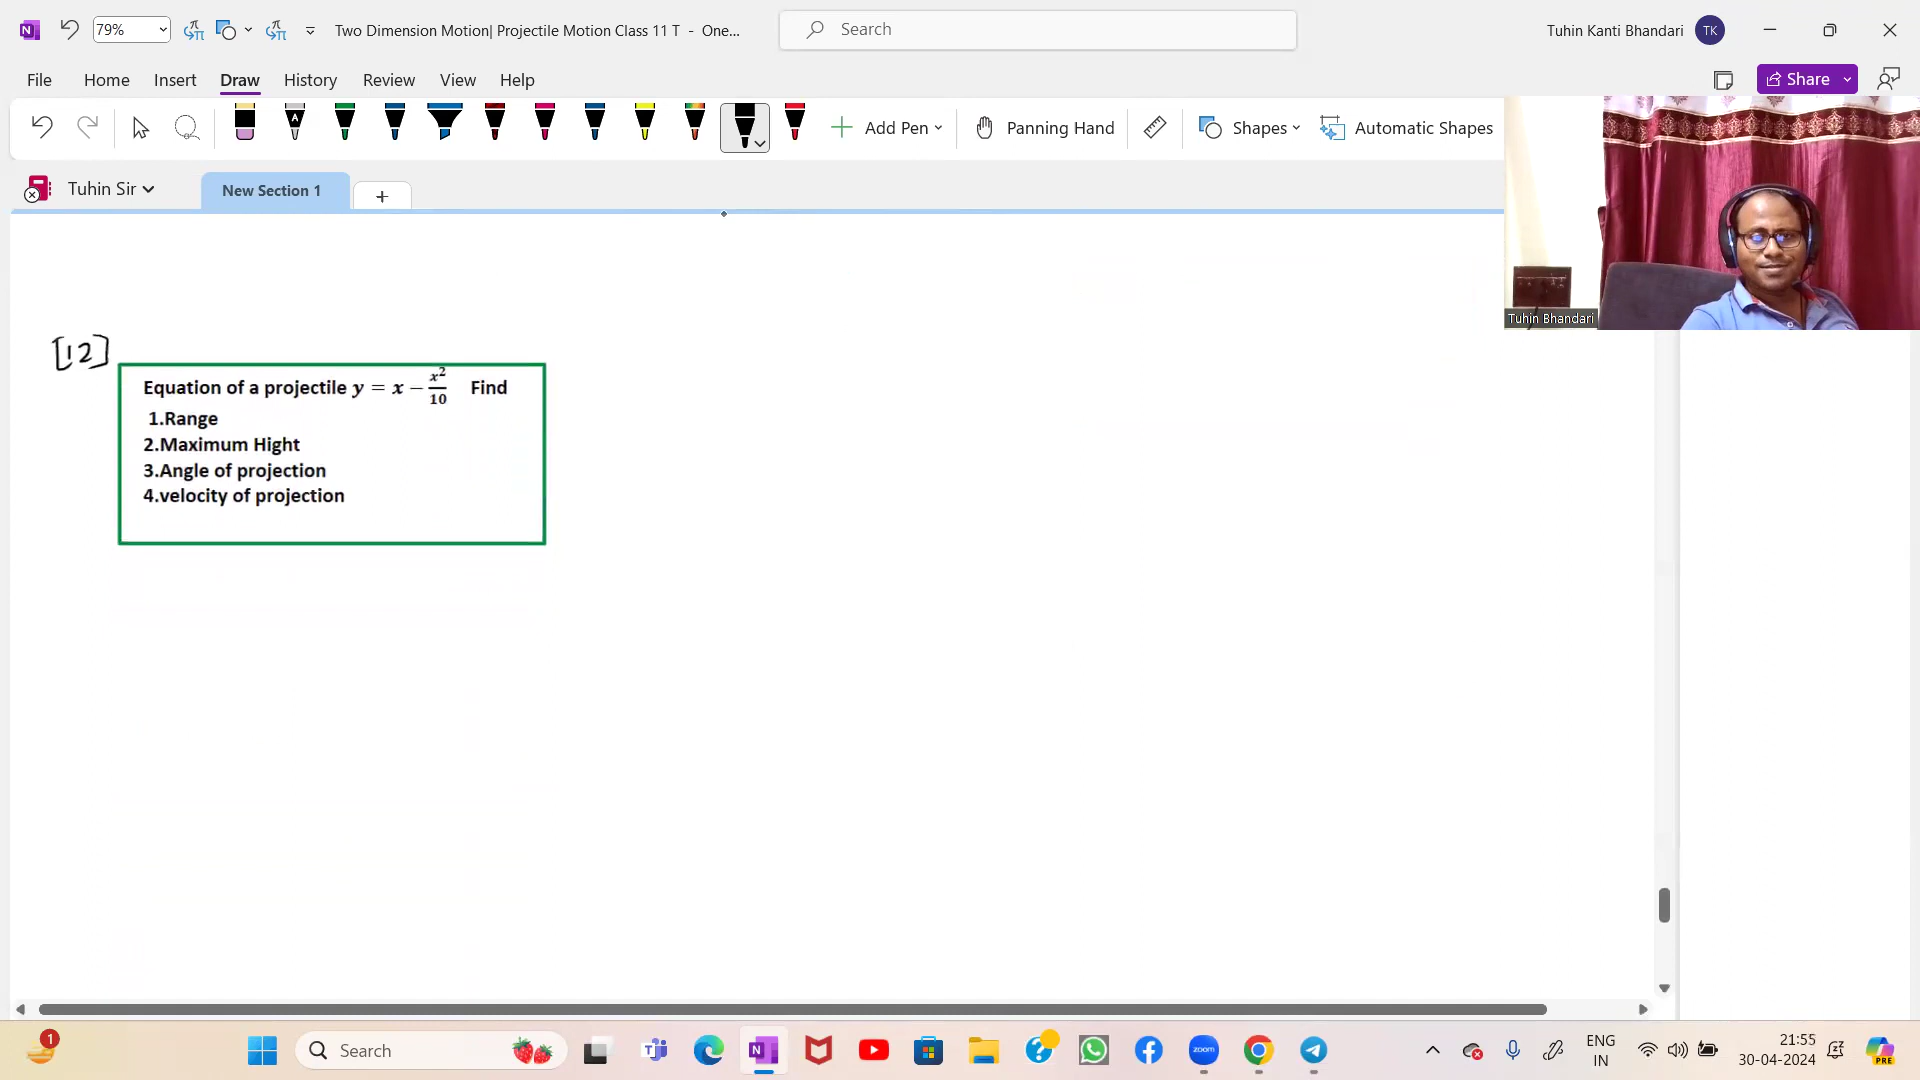 79%
Two Dimension Motion| Projectile Motion Class 11 T - One...
Search
Tuhin Kanti Bhandari
TK
File Home Insert Draw History Review View Help
Share
A
Add Pen
Panning Hand
Shapes
Automatic Shapes
Tuhin Sir
New Section 1
+
Tuhin Bhandari
[12]
Equation of a projectile y = x − x²/10 Find
1.Range
2.Maximum Hight
3.Angle of projection
4.velocity of projection
1
Search
zoom
ENG
IN
21:55
30-04-2024
PRE